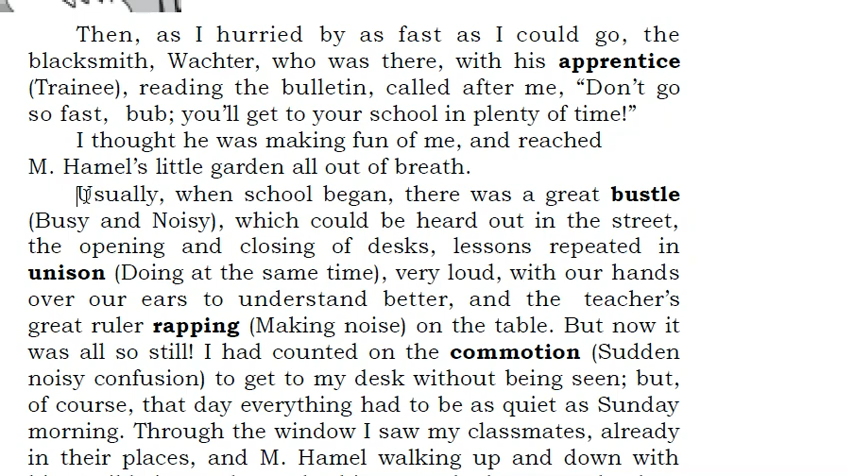 Then, as I hurried by as fast as I could go, the
blacksmith, Wachter, who was there, with his apprentice
(Trainee), reading the bulletin, called after me, “Don’t go
so fast, bub; you’ll get to your school in plenty of time!”
I thought he was making fun of me, and reached
M. Hamel’s little garden all out of breath.
Usually, when school began, there was a great bustle
(Busy and Noisy), which could be heard out in the street,
the opening and closing of desks, lessons repeated in
unison (Doing at the same time), very loud, with our hands
over our ears to understand better, and the teacher’s
great ruler rapping (Making noise) on the table. But now it
was all so still! I had counted on the commotion (Sudden
noisy confusion) to get to my desk without being seen; but,
of course, that day everything had to be as quiet as Sunday
morning. Through the window I saw my classmates, already
in their places, and M. Hamel walking up and down with